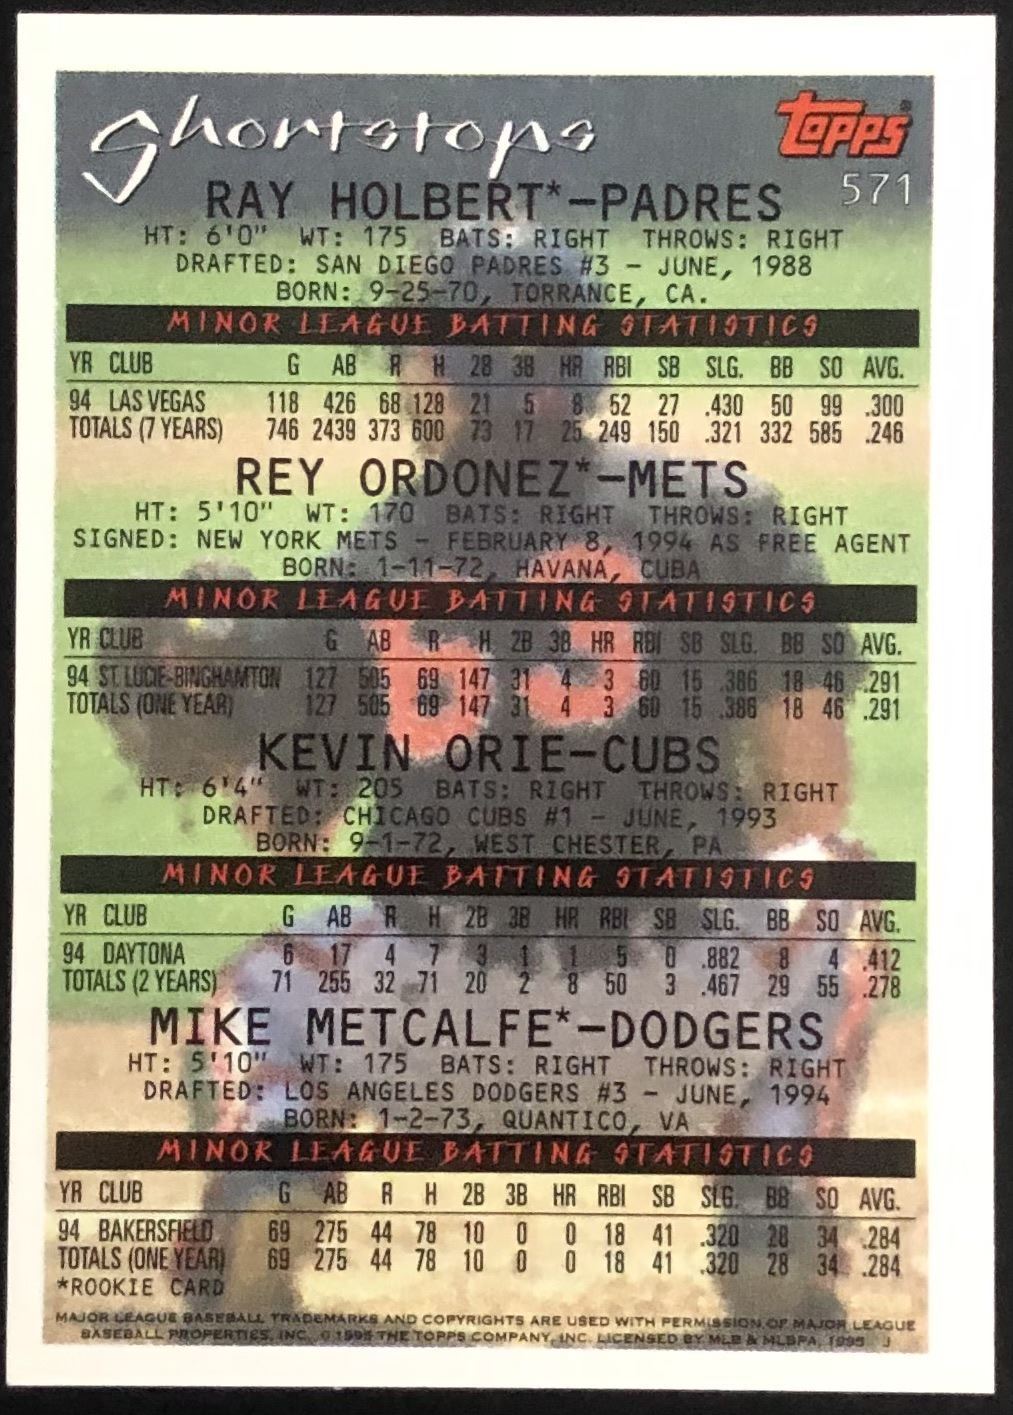 Shortstops
TOPPS®
571
RAY HOLBERT*-PADRES
HT: 6'0" WT: 175 BATS: RIGHT THROWS: RIGHT
DRAFTED: SAN DIEGO PADRES #3 - JUNE, 1988
BORN: 9-25-70, TORRANCE, CA.
MINOR LEAGUE BATTING STATISTICS
YR CLUB G AB R H 2B 3B HR RBI SB SLG. BB SO AVG.
94 LAS VEGAS 118 426 68 128 21 5 8 52 27 .430 50 99 .300
TOTALS (7 YEARS) 746 2439 373 600 73 17 25 249 150 .321 332 585 .246
REY ORDONEZ*-METS
HT: 5'10" WT: 170 BATS: RIGHT THROWS: RIGHT
SIGNED: NEW YORK METS - FEBRUARY 8, 1994 AS FREE AGENT
BORN: 1-11-72, HAVANA, CUBA
MINOR LEAGUE BATTING STATISTICS
YR CLUB G AB R H 2B 3B HR RBI SB SLG. BB SO AVG.
94 ST. LUCIE-BINGHAMTON 127 505 69 147 31 4 3 60 15 .386 18 46 .291
TOTALS (ONE YEAR) 127 505 69 147 31 4 3 60 15 .386 18 46 .291
KEVIN ORIE-CUBS
HT: 6'4" WT: 205 BATS: RIGHT THROWS: RIGHT
DRAFTED: CHICAGO CUBS #1 - JUNE, 1993
BORN: 9-1-72, WEST CHESTER, PA
MINOR LEAGUE BATTING STATISTICS
YR CLUB G AB R H 2B 3B HR RBI SB SLG. BB SO AVG.
94 DAYTONA 6 17 4 7 3 1 1 5 0 .882 8 4 .412
TOTALS (2 YEARS) 71 255 32 71 20 2 8 50 3 .467 29 55 .278
MIKE METCALFE*-DODGERS
HT: 5'10" WT: 175 BATS: RIGHT THROWS: RIGHT
DRAFTED: LOS ANGELES DODGERS #3 - JUNE, 1994
BORN: 1-2-73, QUANTICO, VA
MINOR LEAGUE BATTING STATISTICS
YR CLUB G AB R H 2B 3B HR RBI SB SLG. BB SO AVG.
94 BAKERSFIELD 69 275 44 78 10 0 0 18 41 .320 28 34 .284
TOTALS (ONE YEAR) 69 275 44 78 10 0 0 18 41 .320 28 34 .284
*ROOKIE CARD
MAJOR LEAGUE BASEBALL TRADEMARKS AND COPYRIGHTS ARE USED WITH PERMISSION OF MAJOR LEAGUE
BASEBALL PROPERTIES, INC. © 1995 THE TOPPS COMPANY, INC. LICENSED BY MLB & MLBPA, 1995 J